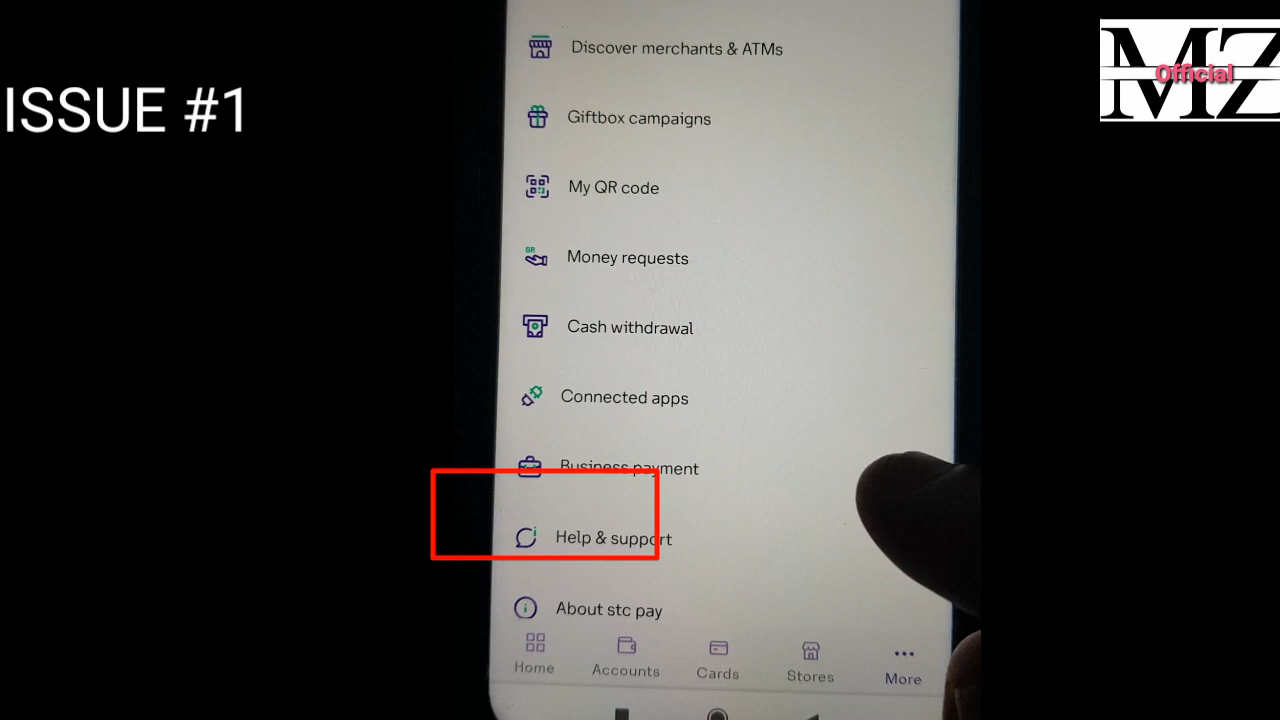 ISSUE #1
MZ
Official
Discover merchants & ATMs
Giftbox campaigns
My QR code
SR
Money requests
Cash withdrawal
Connected apps
Business payment
Help & support
About stc pay
Home
Accounts
Cards
Stores
More